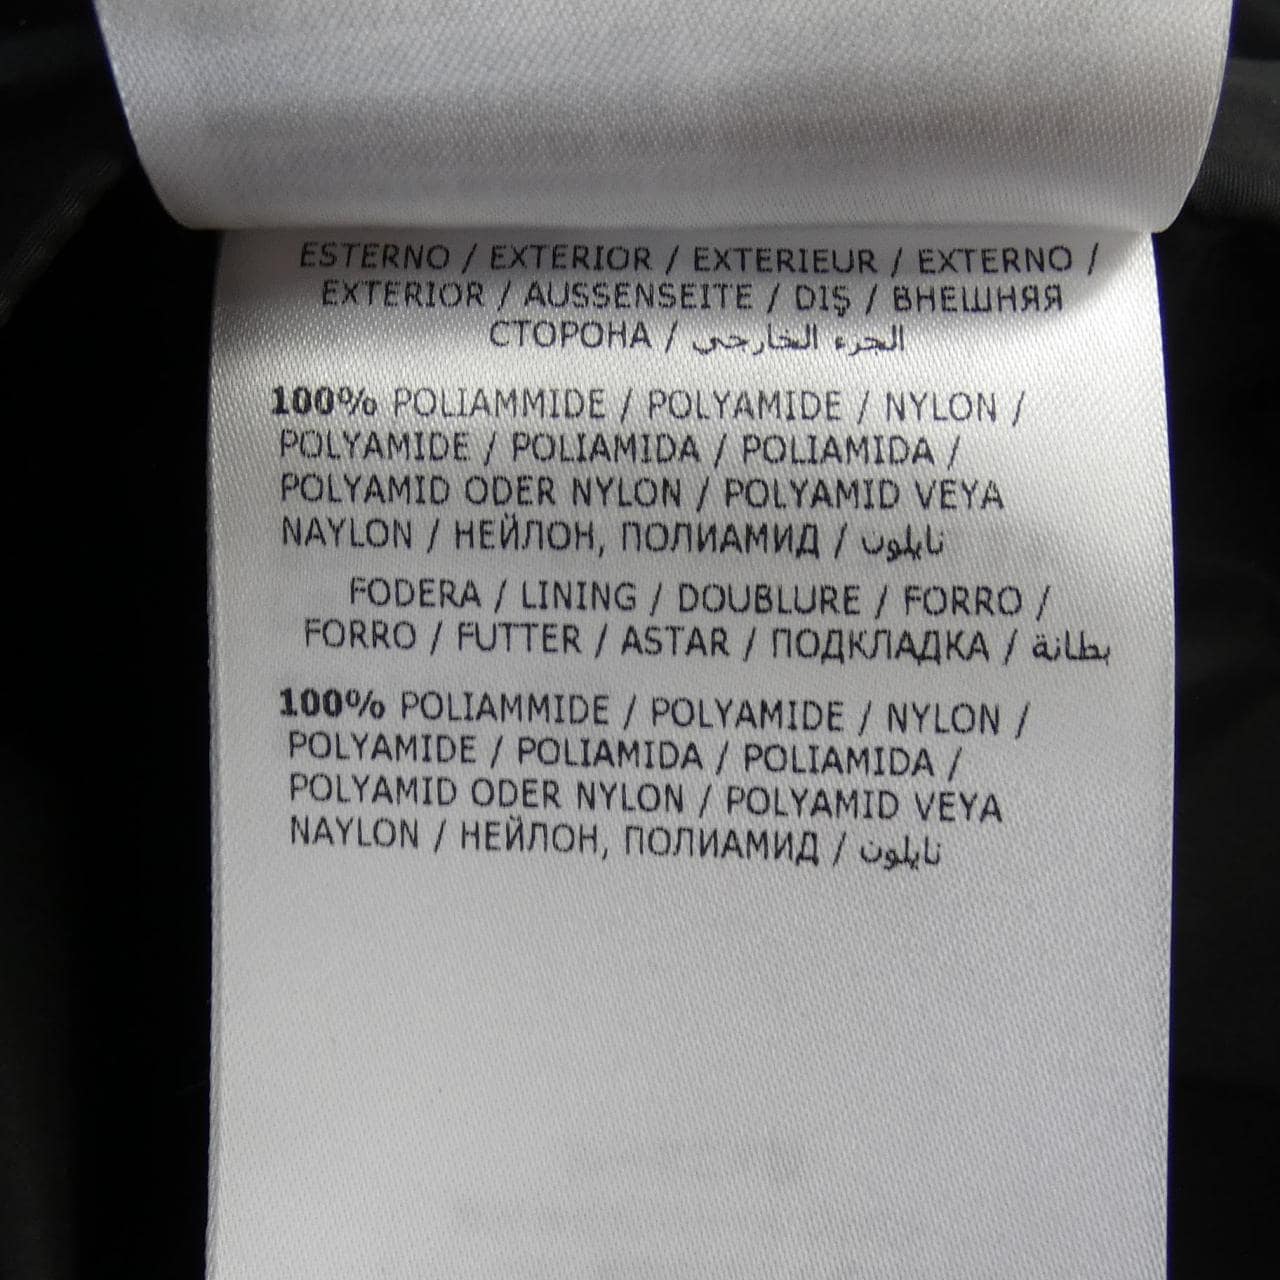 ESTERNO / EXTERIOR / EXTERIEUR / EXTERNO /
EXTERIOR / AUSSENSEITE / DIŞ / ВНЕШНЯЯ
СТОРОНА / الجزء الخارجي
100% POLIAMMIDE / POLYAMIDE / NYLON /
POLYAMIDE / POLIAMIDA / POLIAMIDA /
POLYAMID ODER NYLON / POLYAMID VEYA
NAYLON / НЕЙЛОН, ПОЛИАМИД / نايلون
FODERA / LINING / DOUBLURE / FORRO /
FORRO / FUTTER / ASTAR / ПОДКЛАДКА / بطانة
100% POLIAMMIDE / POLYAMIDE / NYLON /
POLYAMIDE / POLIAMIDA / POLIAMIDA /
POLYAMID ODER NYLON / POLYAMID VEYA
NAYLON / НЕЙЛОН, ПОЛИАМИД / نايلون